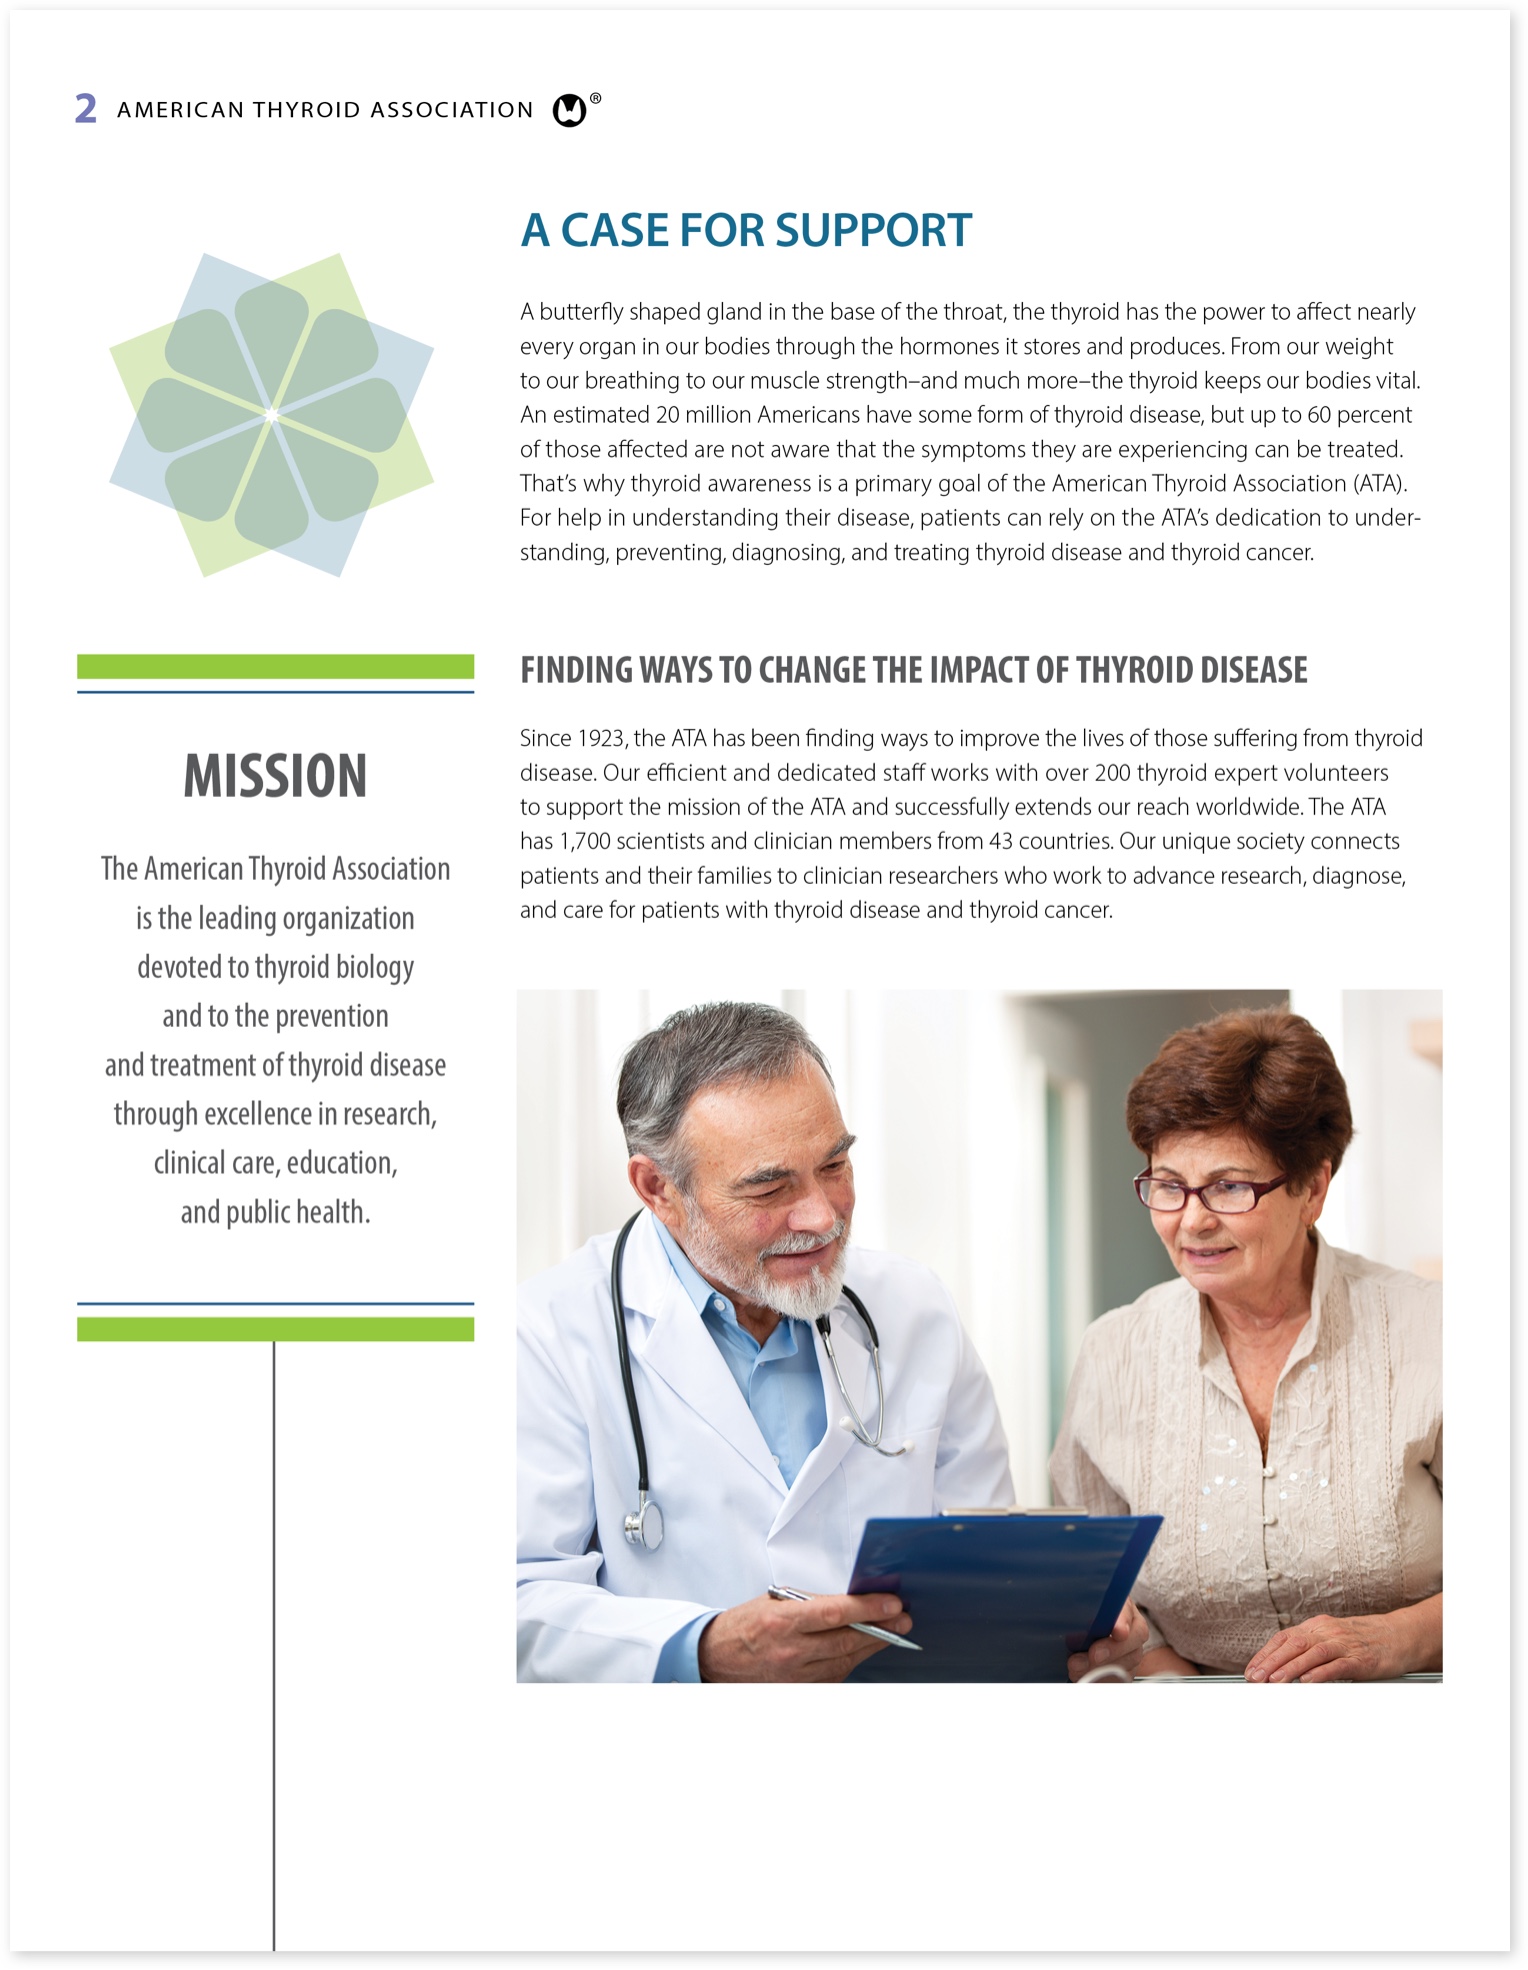 2 AMERICAN THYROID ASSOCIATION ®
A CASE FOR SUPPORT
A butterfly shaped gland in the base of the throat, the thyroid has the power to affect nearly
every organ in our bodies through the hormones it stores and produces. From our weight
to our breathing to our muscle strength–and much more–the thyroid keeps our bodies vital.
An estimated 20 million Americans have some form of thyroid disease, but up to 60 percent
of those affected are not aware that the symptoms they are experiencing can be treated.
That’s why thyroid awareness is a primary goal of the American Thyroid Association (ATA).
For help in understanding their disease, patients can rely on the ATA’s dedication to under-
standing, preventing, diagnosing, and treating thyroid disease and thyroid cancer.
FINDING WAYS TO CHANGE THE IMPACT OF THYROID DISEASE
Since 1923, the ATA has been finding ways to improve the lives of those suffering from thyroid
disease. Our efficient and dedicated staff works with over 200 thyroid expert volunteers
to support the mission of the ATA and successfully extends our reach worldwide. The ATA
has 1,700 scientists and clinician members from 43 countries. Our unique society connects
patients and their families to clinician researchers who work to advance research, diagnose,
and care for patients with thyroid disease and thyroid cancer.
MISSION
The American Thyroid Association
is the leading organization
devoted to thyroid biology
and to the prevention
and treatment of thyroid disease
through excellence in research,
clinical care, education,
and public health.